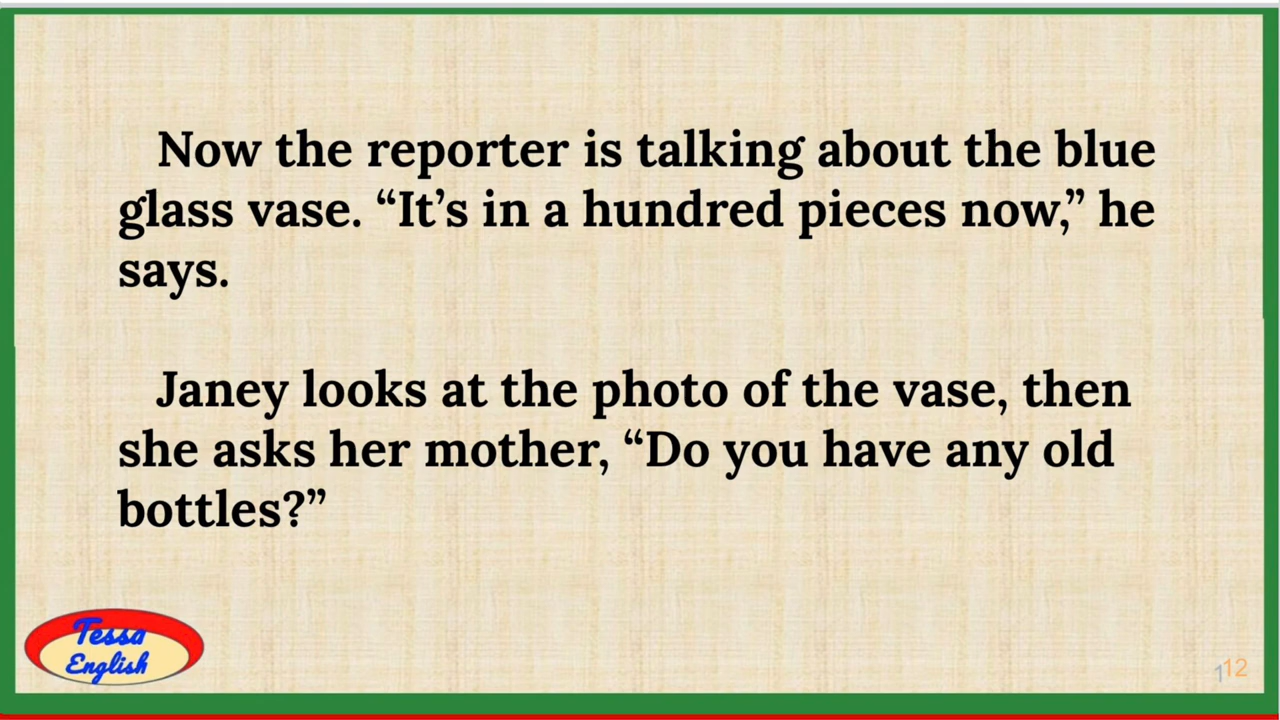 Now the reporter is talking about the blue
glass vase. “It’s in a hundred pieces now,” he
says.
Janey looks at the photo of the vase, then
she asks her mother, “Do you have any old
bottles?”
Tessa
English
112